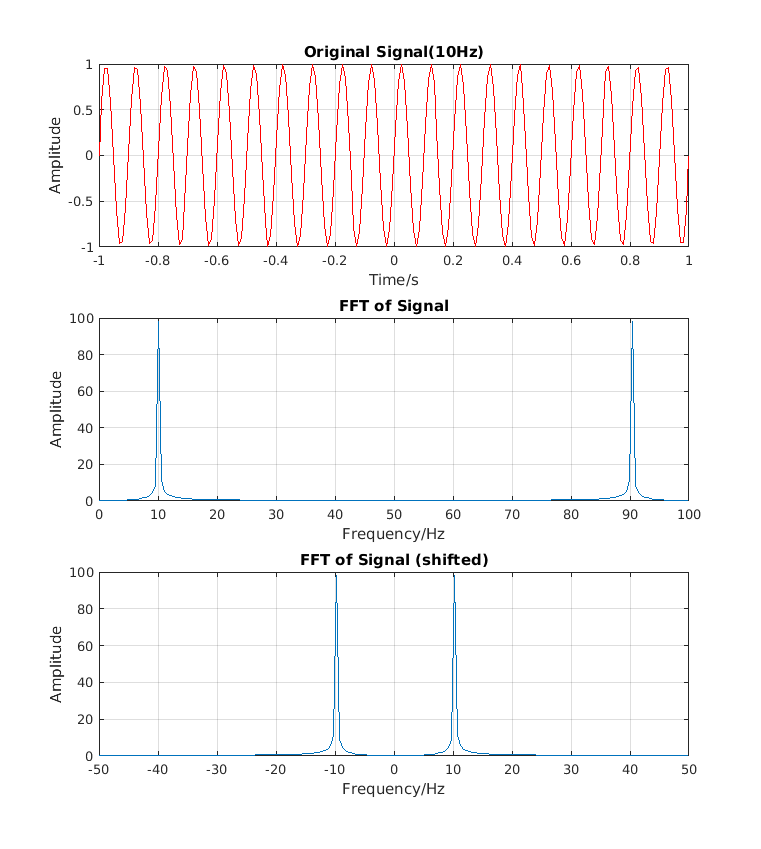 Original Signal(10Hz)
1
0.5
0
-0.5
-1
Amplitude
-1 -0.8 -0.6 -0.4 -0.2 0 0.2 0.4 0.6 0.8 1
Time/s
FFT of Signal
100
80
60
40
20
0
Amplitude
0 10 20 30 40 50 60 70 80 90 100
Frequency/Hz
FFT of Signal (shifted)
100
80
60
40
20
0
Amplitude
-50 -40 -30 -20 -10 0 10 20 30 40 50
Frequency/Hz